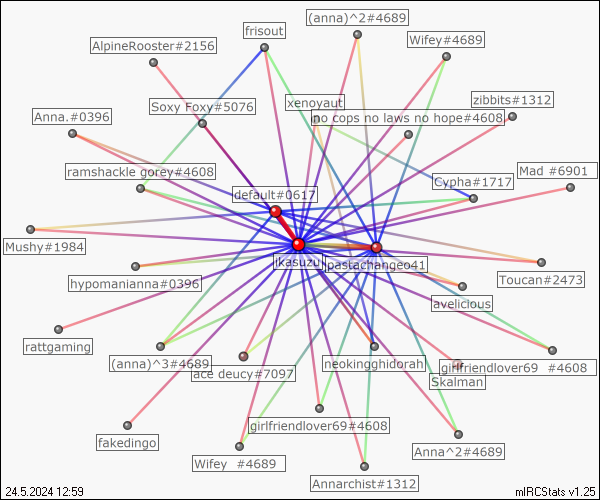 (anna)^2#4689
frisout
Wifey#4689
AlpineRooster#2156
zibbits#1312
xenoyaut
Soxy Foxy#5076
no cops no laws no hope#4608
Anna.#0396
ramshackle gorey#4608
Mad #6901
Cypha#1717
default#0617
Mushy#1984
jkasuzu
jpastachangeo41
hypomanianna#0396
Toucan#2473
avelicious
rattgaming
(anna)^3#4689
neokingghidorah
girlfriendlover69 #4608
ace deucy#7097
Skalman
girlfriendlover69#4608
fakedingo
Anna^2#4689
Wifey #4689
Annarchist#1312
24.5.2024 12:59
mIRCStats v1.25